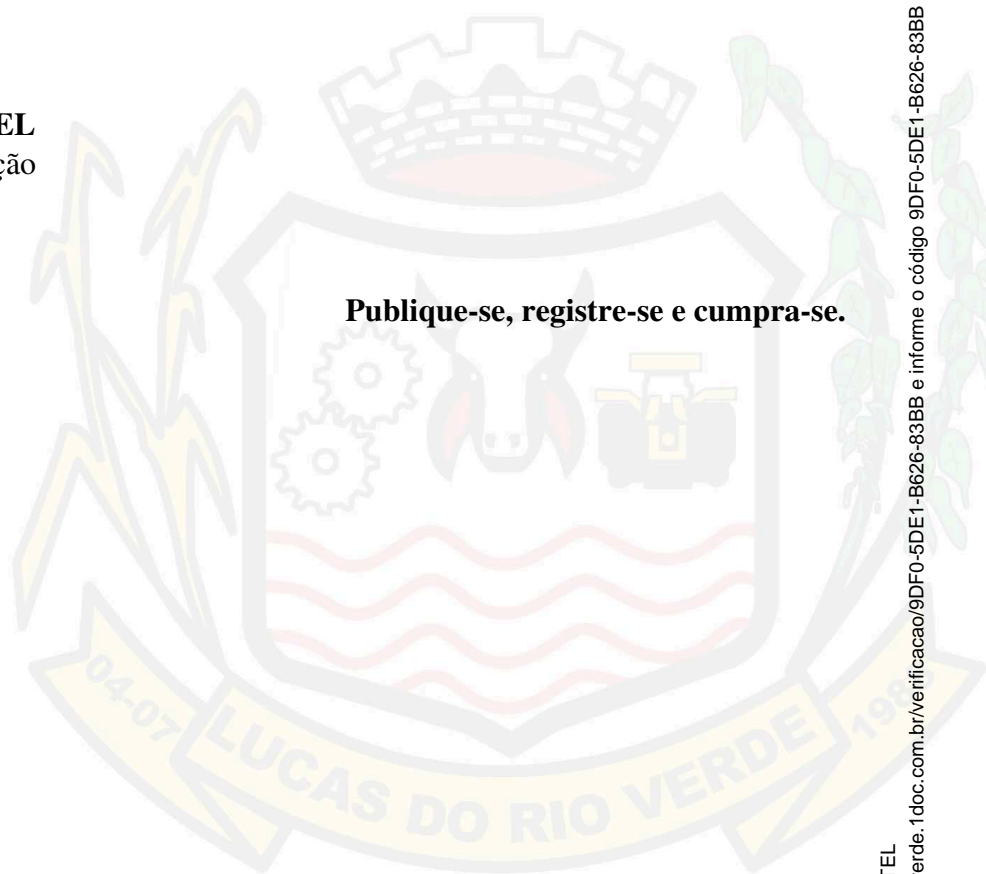 EL
ção
Publique-se, registre-se e cumpra-se.
04-07
LUCAS DO RIO VERDE
TEL
erde.1doc.com.br/verificacao/9DF0-5DE1-B626-83BB e informe o código 9DF0-5DE1-B626-83BB